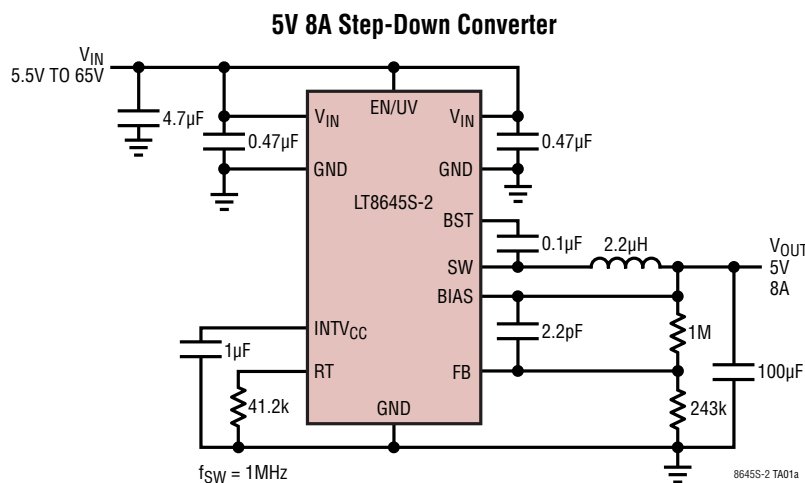 5V 8A Step-Down Converter
VIN
5.5V TO 65V
4.7µF
0.47µF
VIN
GND
EN/UV
VIN
GND
0.47µF
LT8645S-2
BST
0.1µF
2.2µH
SW
VOUT
5V
8A
BIAS
2.2pF
1M
INTVCC
1µF
RT
FB
100µF
41.2k
GND
243k
fSW = 1MHz
8645S-2 TA01a